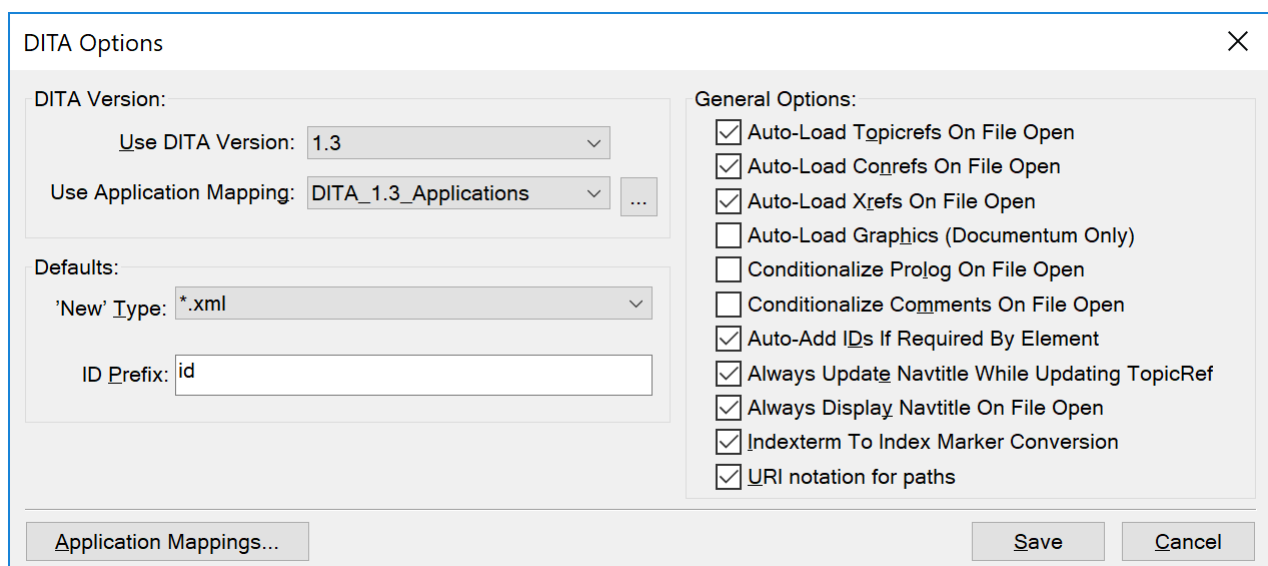 DITA Options
DITA Version:
Use DITA Version: 1.3
Use Application Mapping: DITA_1.3_Applications ...
Defaults:
'New' Type: *.xml
ID Prefix: id
General Options:
Auto-Load Topicrefs On File Open
Auto-Load Conrefs On File Open
Auto-Load Xrefs On File Open
Auto-Load Graphics (Documentum Only)
Conditionalize Prolog On File Open
Conditionalize Comments On File Open
Auto-Add IDs If Required By Element
Always Update Navtitle While Updating TopicRef
Always Display Navtitle On File Open
Indexterm To Index Marker Conversion
URI notation for paths
Application Mappings... Save Cancel